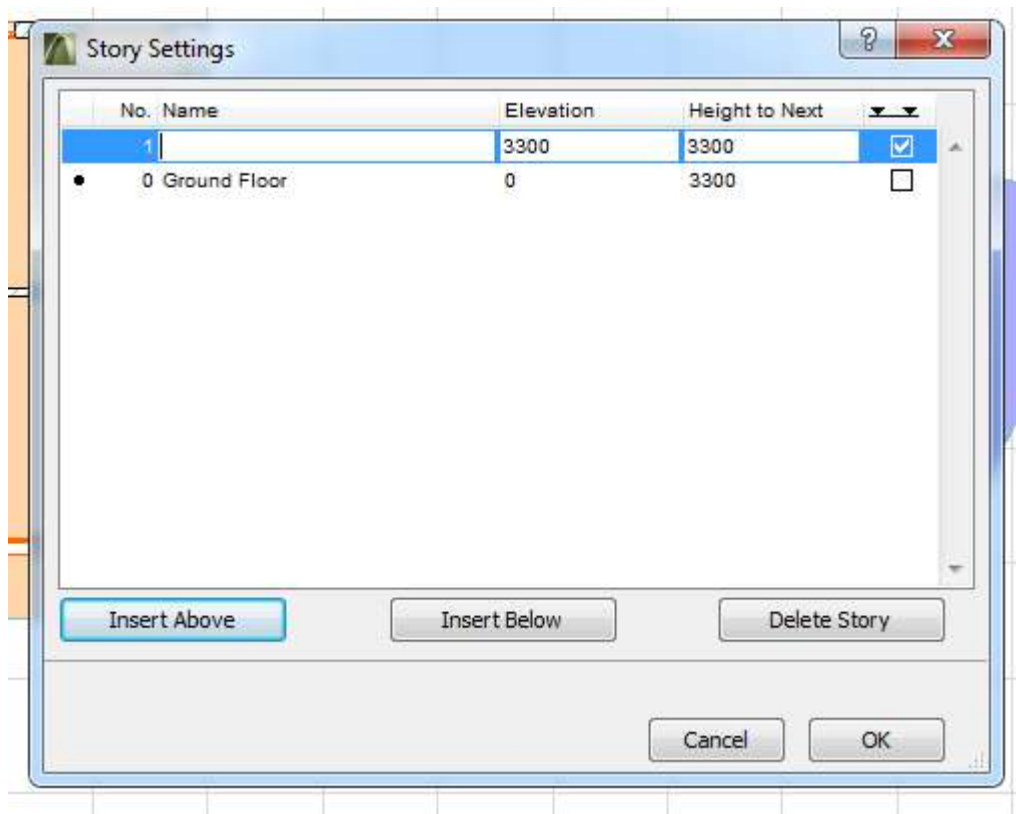 Story Settings
?
No. Name Elevation Height to Next
1 3300 3300
0 Ground Floor 0 3300
Insert Above Insert Below Delete Story
Cancel OK